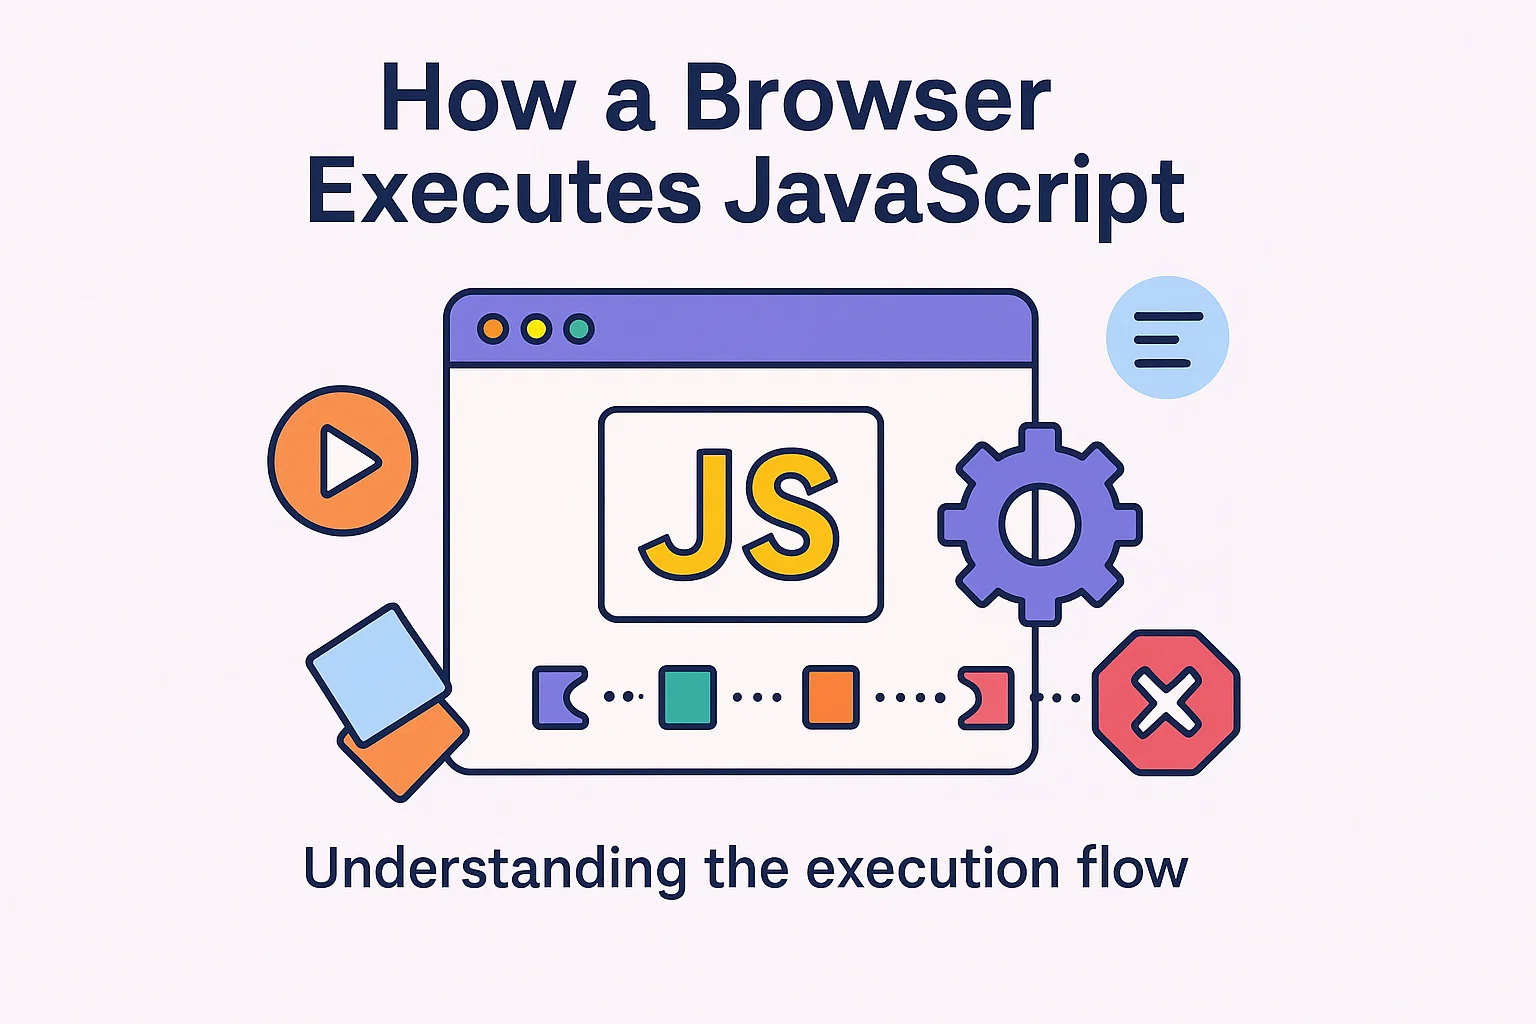 How a Browser
Executes JavaScript
JS
Understanding the execution flow